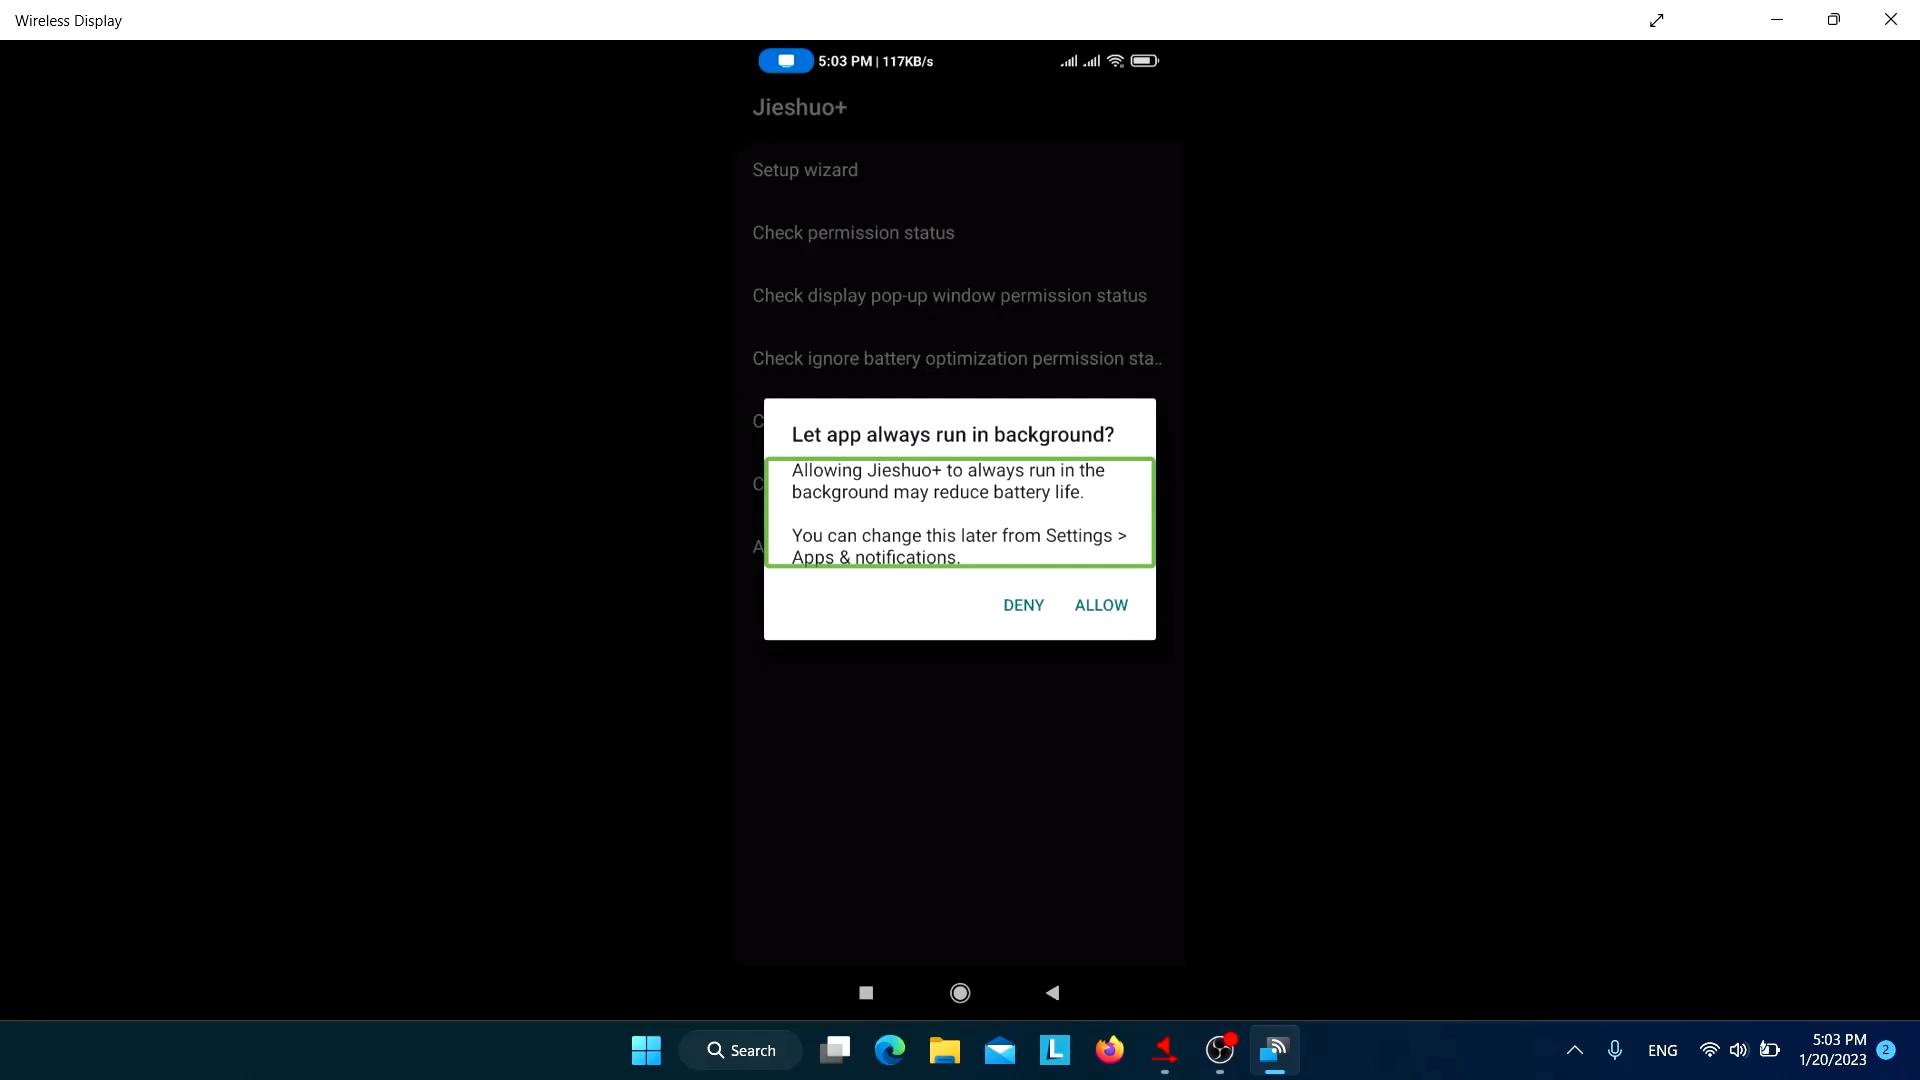 Wireless Display
5:03 PM | 117KB/s
Jieshuo+
Setup wizard
Check permission status
Check display pop-up window permission status
Check ignore battery optimization permission sta..
C
Let app always run in background?
Allowing Jieshuo+ to always run in the
C
background may reduce battery life.
You can change this later from Settings >
A
Apps & notifications.
DENY ALLOW
Search
L
ENG
5:03 PM
1/20/2023
2